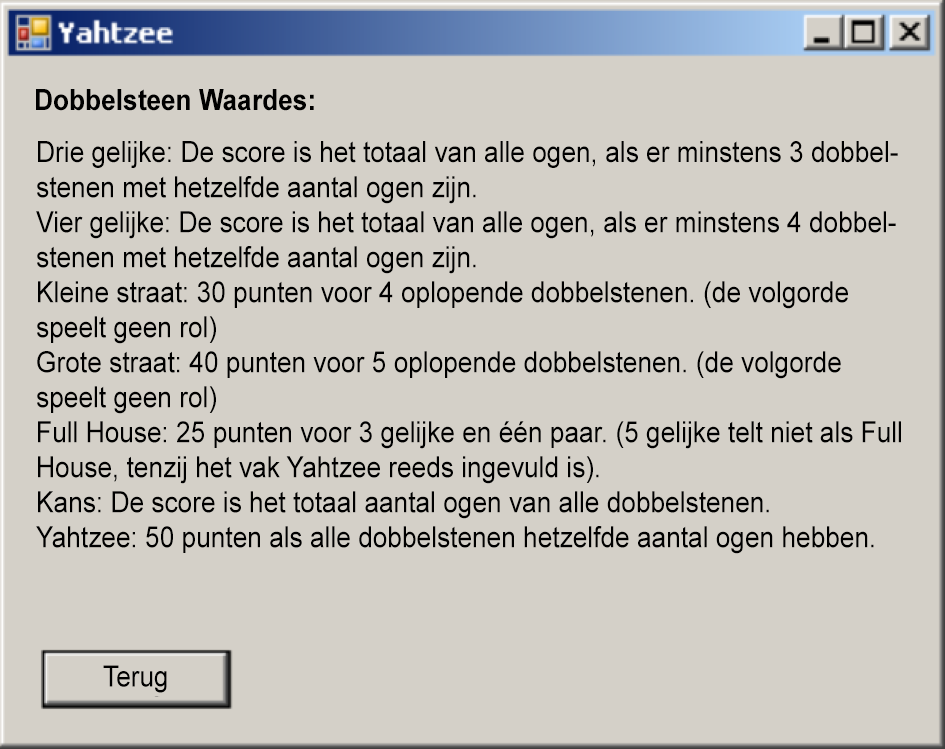 Yahtzee
Dobbelsteen Waardes:
Drie gelijke: De score is het totaal van alle ogen, als er minstens 3 dobbel-
stenen met hetzelfde aantal ogen zijn.
Vier gelijke: De score is het totaal van alle ogen, als er minstens 4 dobbel-
stenen met hetzelfde aantal ogen zijn.
Kleine straat: 30 punten voor 4 oplopende dobbelstenen. (de volgorde
speelt geen rol)
Grote straat: 40 punten voor 5 oplopende dobbelstenen. (de volgorde
speelt geen rol)
Full House: 25 punten voor 3 gelijke en één paar. (5 gelijke telt niet als Full
House, tenzij het vak Yahtzee reeds ingevuld is).
Kans: De score is het totaal aantal ogen van alle dobbelstenen.
Yahtzee: 50 punten als alle dobbelstenen hetzelfde aantal ogen hebben.
Terug